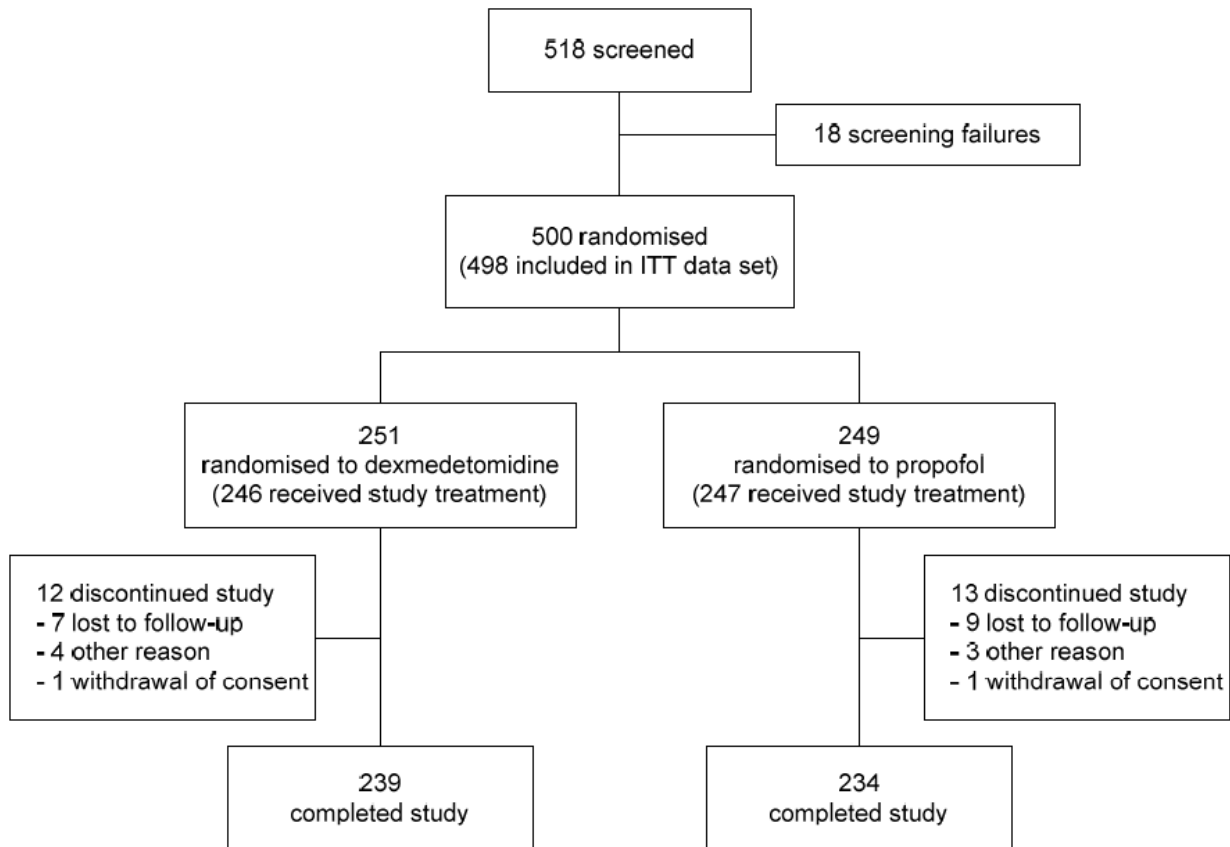 518 screened
18 screening failures
500 randomised
(498 included in ITT data set)
251
randomised to dexmedetomidine
(246 received study treatment)
249
randomised to propofol
(247 received study treatment)
12 discontinued study
- 7 lost to follow-up
- 4 other reason
- 1 withdrawal of consent
13 discontinued study
- 9 lost to follow-up
- 3 other reason
- 1 withdrawal of consent
239
completed study
234
completed study